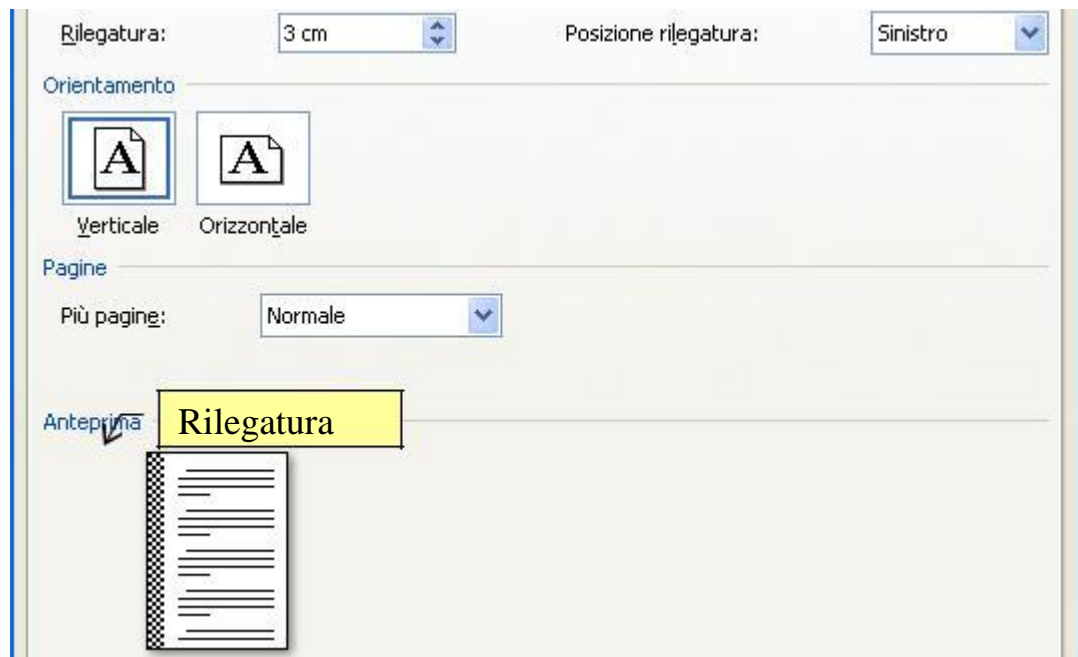 Rilegatura: 3 cm Posizione rilegatura: Sinistro
Orientamento
A A
Verticale Orizzontale
Pagine
Più pagine: Normale
Anteprima Rilegatura